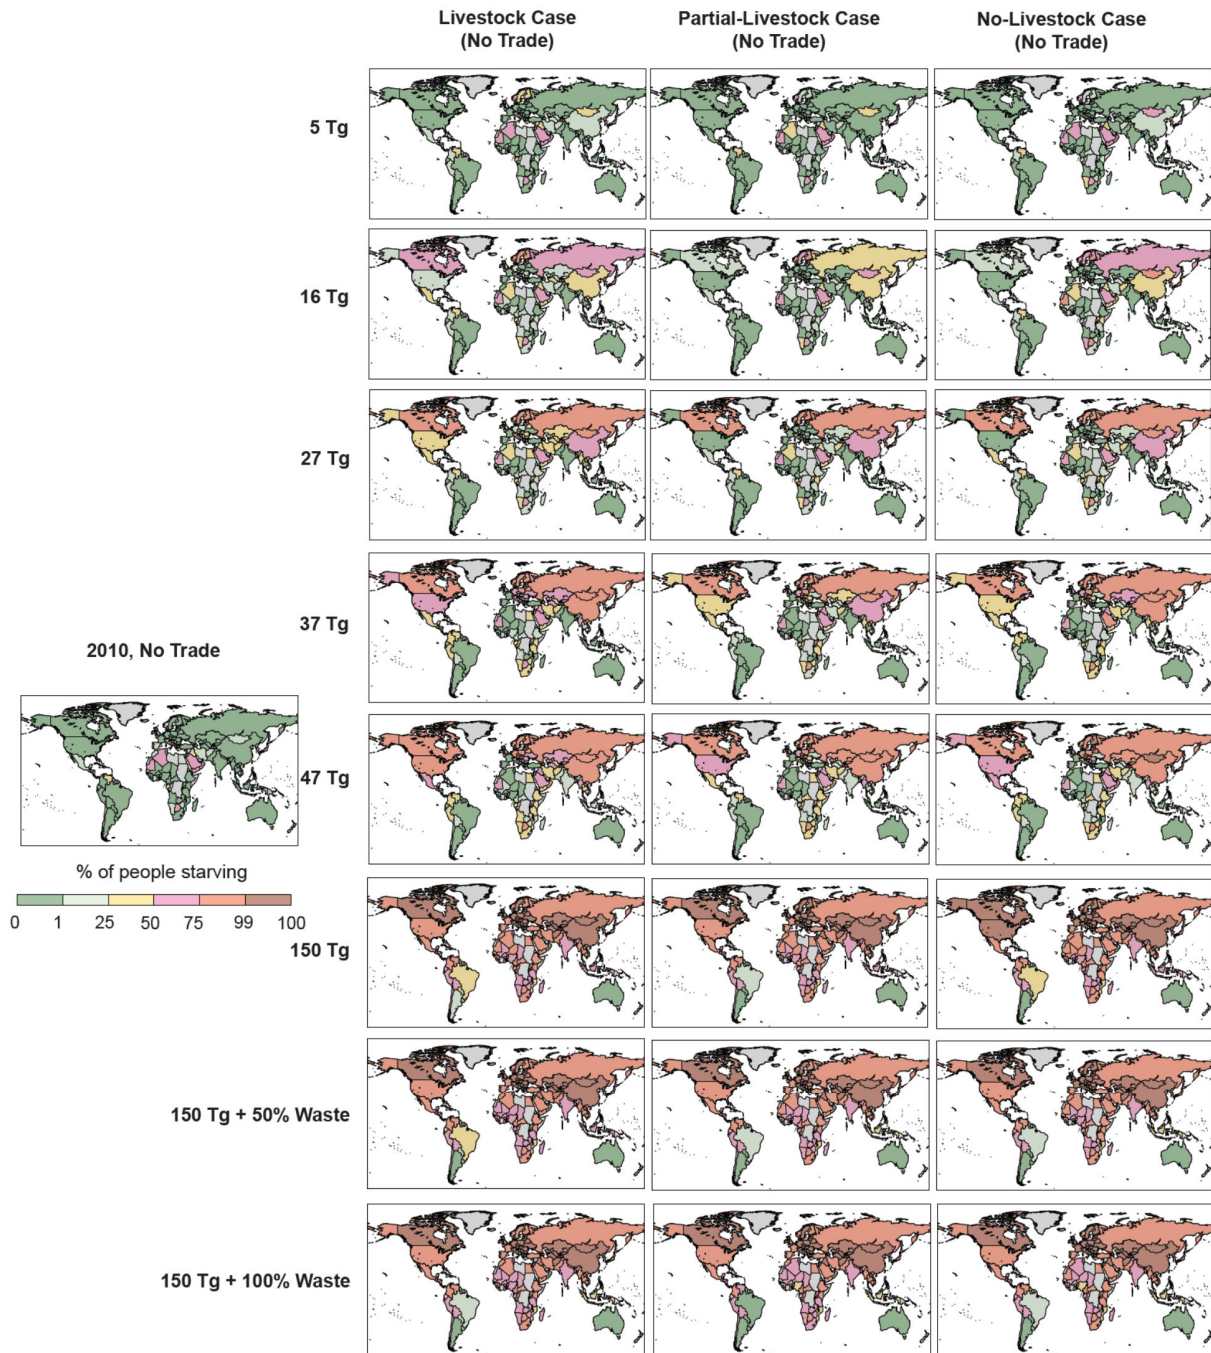 Livestock Case
(No Trade)
Partial-Livestock Case
(No Trade)
No-Livestock Case
(No Trade)
5 Tg
16 Tg
27 Tg
37 Tg
2010, No Trade
47 Tg
% of people starving
0 1 25 50 75 99 100
150 Tg
150 Tg + 50% Waste
150 Tg + 100% Waste